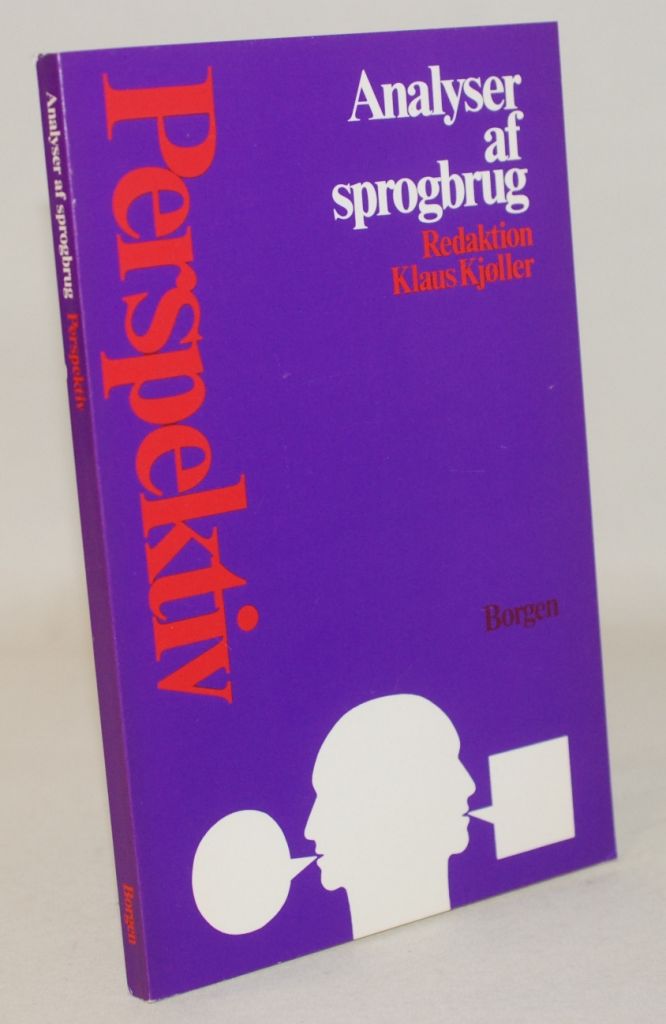 Analyser
af
sprogbrug
Redaktion
Klaus Kjøller
Perspektiv
Borgen
Analyser af sprogbrug Perspektiv Borgen